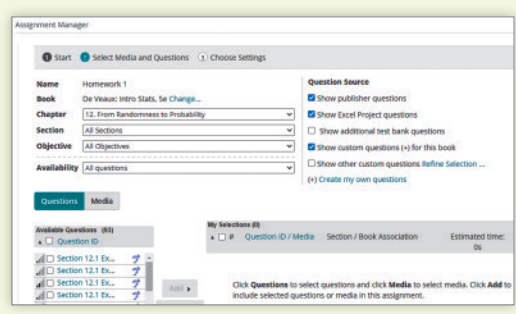 Assignment Manager
1 Start 2 Select Media and Questions 3 Choose Settings
Name Homework 1
Book De Veaux: Intro Stats, 5e Change...
Chapter 12. From Randomness to Probability
Section All Sections
Objective All Objectives
Availability All questions
Question Source
Show publisher questions
Show Excel Project questions
Show additional test bank questions
Show custom questions (+) for this book
Show other custom questions Refine Selection ...
(+) Create my own questions
Questions Media
Available Questions (63)
Question ID
Section 12.1 Ex...
Section 12.1 Ex...
Section 12.1 Ex...
Section 12.1 Ex...
Add
My Selections (0)
# Question ID / Media Section / Book Association Estimated time:
0s
Click Questions to select questions and click Media to select media. Click Add to
include selected questions or media in this assignment.